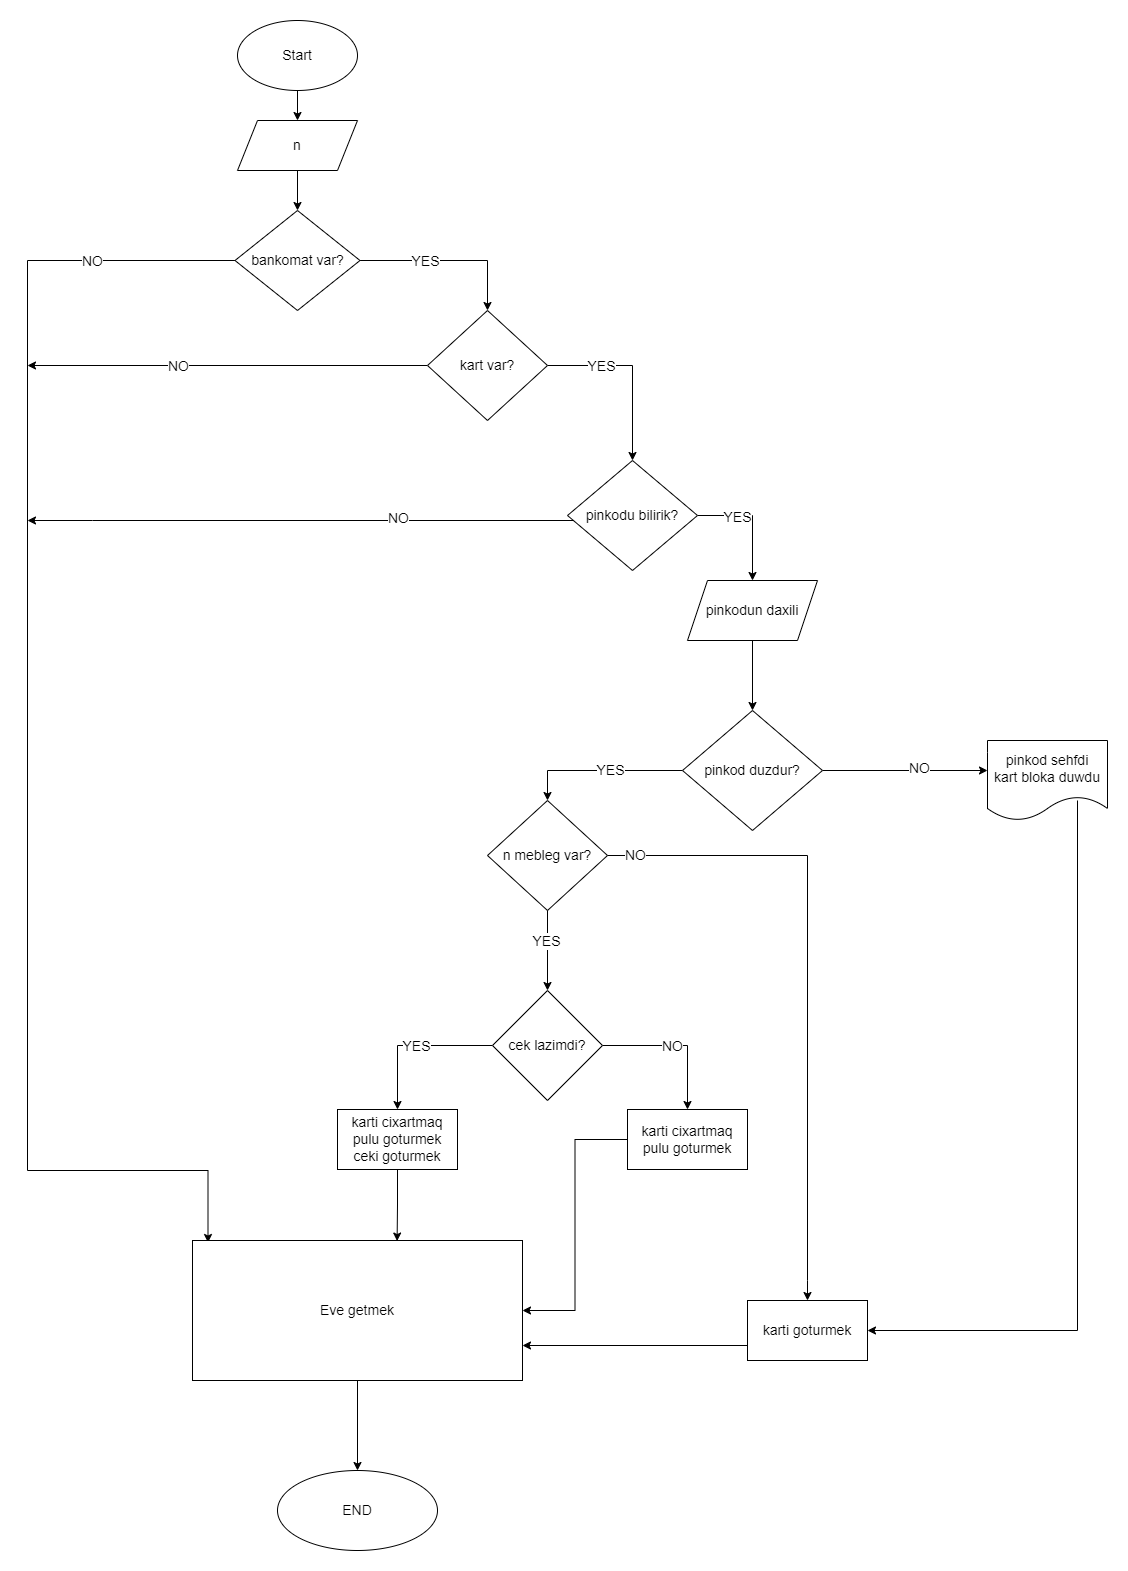 Start
n
bankomat var?
NO
YES
kart var?
NO
YES
pinkodu bilirik?
NO
YES
pinkodun daxili
pinkod duzdur?
YES
NO
pinkod sehfdi
kart bloka duwdu
n mebleg var?
NO
YES
cek lazimdi?
YES
NO
karti cixartmaq
pulu goturmek
ceki goturmek
karti cixartmaq
pulu goturmek
Eve getmek
karti goturmek
END